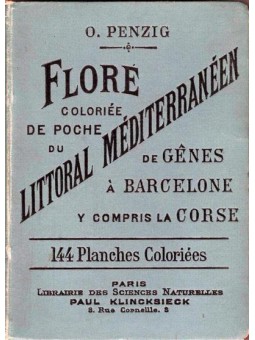 O. PENZIG
FLORE
COLORIÉE
DE POCHE
DU
LITTORAL MÉDITERRANÉEN
DE GÊNES
À BARCELONE
Y COMPRIS LA CORSE
144 Planches Coloriées
PARIS
LIBRAIRIE DES SCIENCES NATURELLES
PAUL KLINCKSIECK
3, Rue Corneille, 3